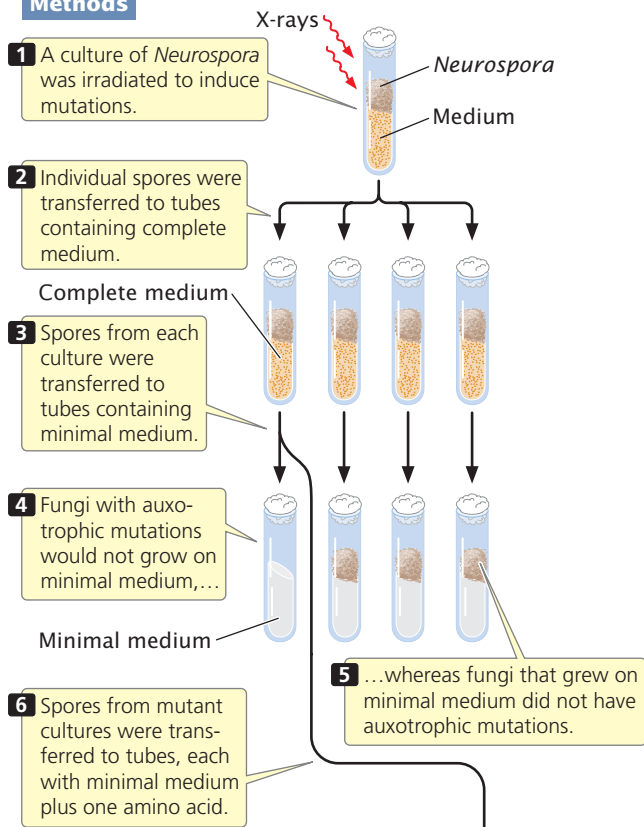 Methods
X-rays
1 A culture of Neurospora
was irradiated to induce
mutations.
Neurospora
Medium
2 Individual spores were
transferred to tubes
containing complete
medium.
Complete medium
3 Spores from each
culture were
transferred to
tubes containing
minimal medium.
4 Fungi with auxo-
trophic mutations
would not grow on
minimal medium,…
Minimal medium
5 …whereas fungi that grew on
minimal medium did not have
auxotrophic mutations.
6 Spores from mutant
cultures were trans-
ferred to tubes, each
with minimal medium
plus one amino acid.